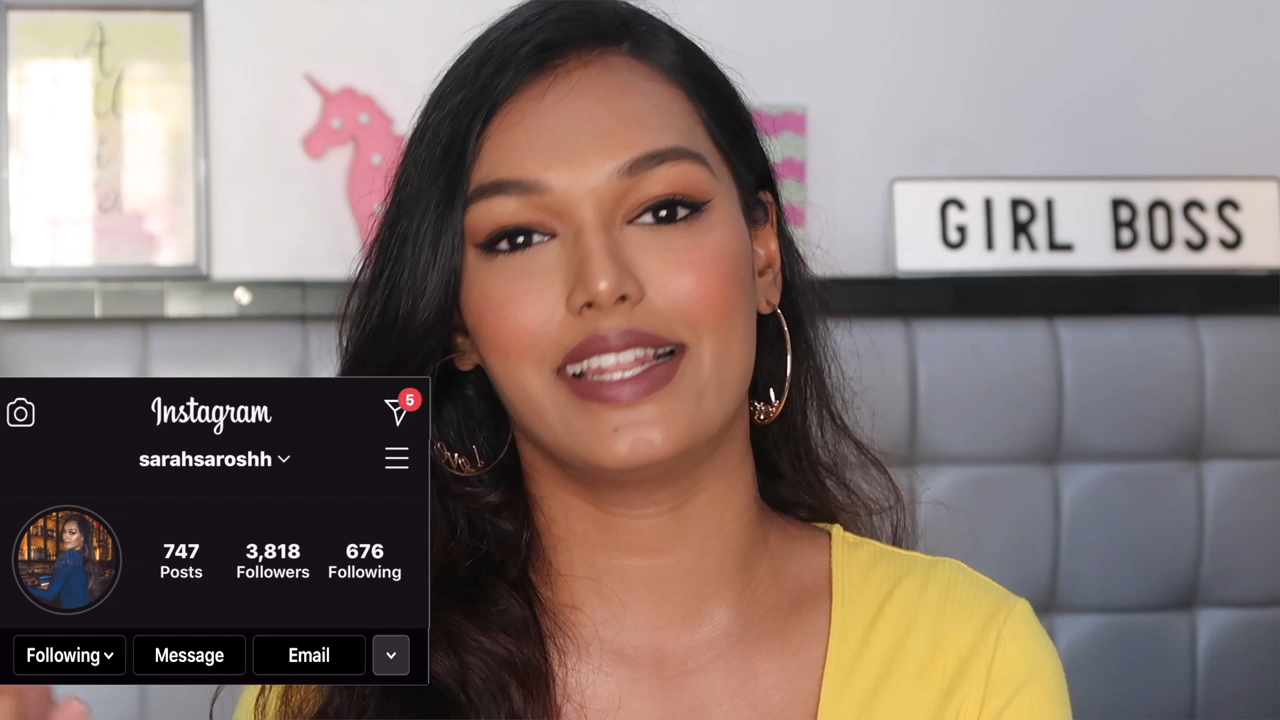 GIRL BOSS
Instagram
5
sarahsaroshh
747 3,818 676
Posts Followers Following
Following Message Email